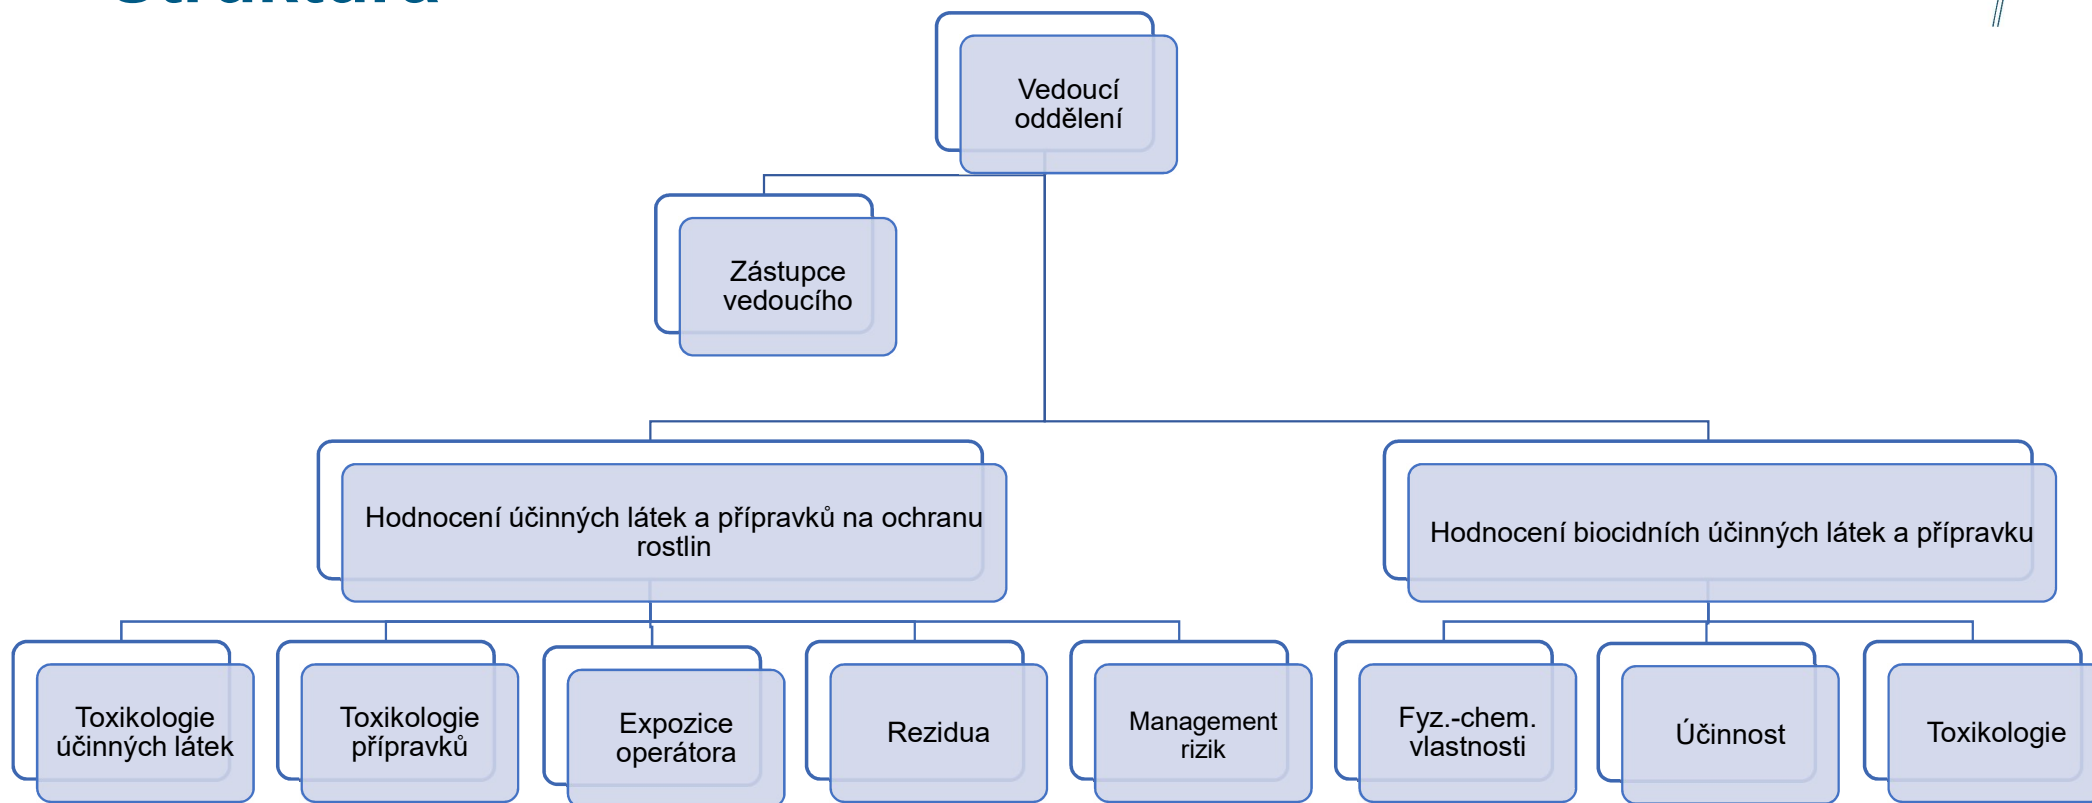 Struktura
Vedoucí
oddělení
Zástupce
vedoucího
Hodnocení účinných látek a přípravků na ochranu
rostlin
Hodnocení biocidních účinných látek a přípravku
Toxikologie
účinných látek
Toxikologie
přípravků
Expozice
operátora
Rezidua
Management
rizik
Fyz.-chem.
vlastnosti
Účinnost
Toxikologie